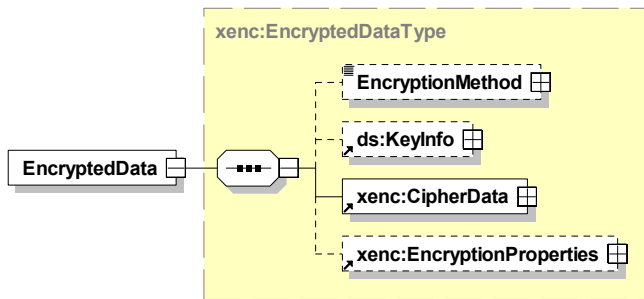 xenc:EncryptedDataType
EncryptionMethod
ds:KeyInfo
EncryptedData
xenc:CipherData
xenc:EncryptionProperties